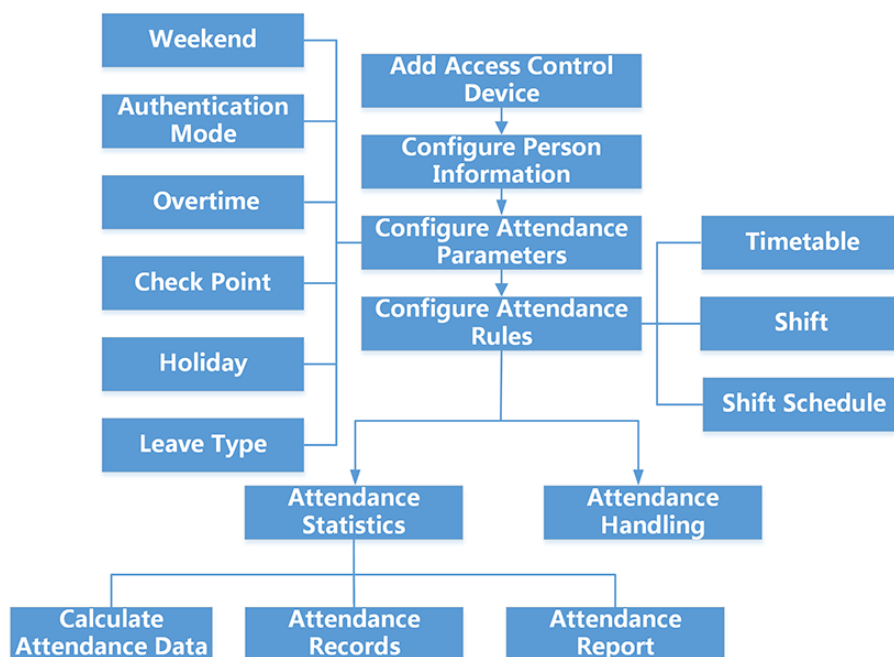 Weekend
Authentication
Mode
Overtime
Check Point
Holiday
Leave Type
Add Access Control
Device
Configure Person
Information
Configure Attendance
Parameters
Configure Attendance
Rules
Timetable
Shift
Shift Schedule
Attendance
Statistics
Attendance
Handling
Calculate
Attendance Data
Attendance
Records
Attendance
Report